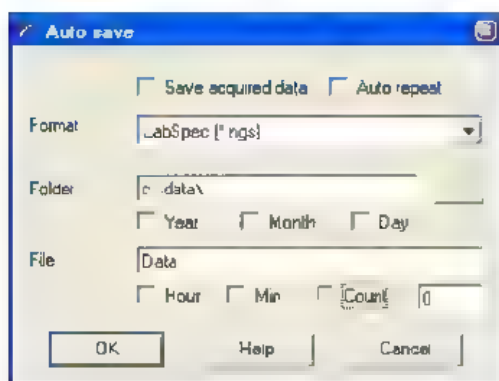 Auto save
Save acquired data Auto repeat
Format LabSpec [*.ngs]
Folder c:\data\
Year Month Day
File Data
Hour Min Count 0
OK Help Cancel